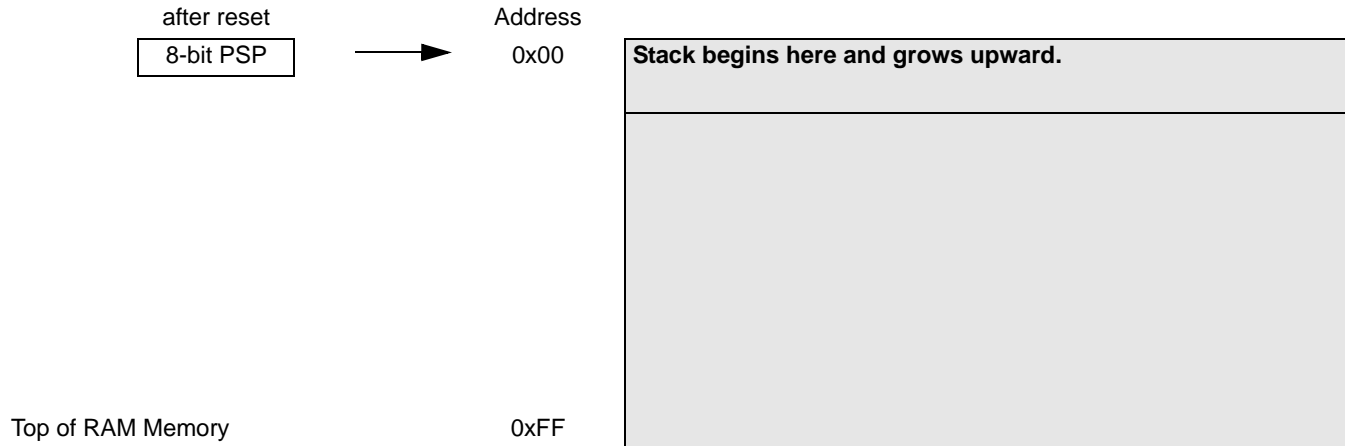 after reset
Address
8-bit PSP
0x00
Stack begins here and grows upward.
Top of RAM Memory
0xFF